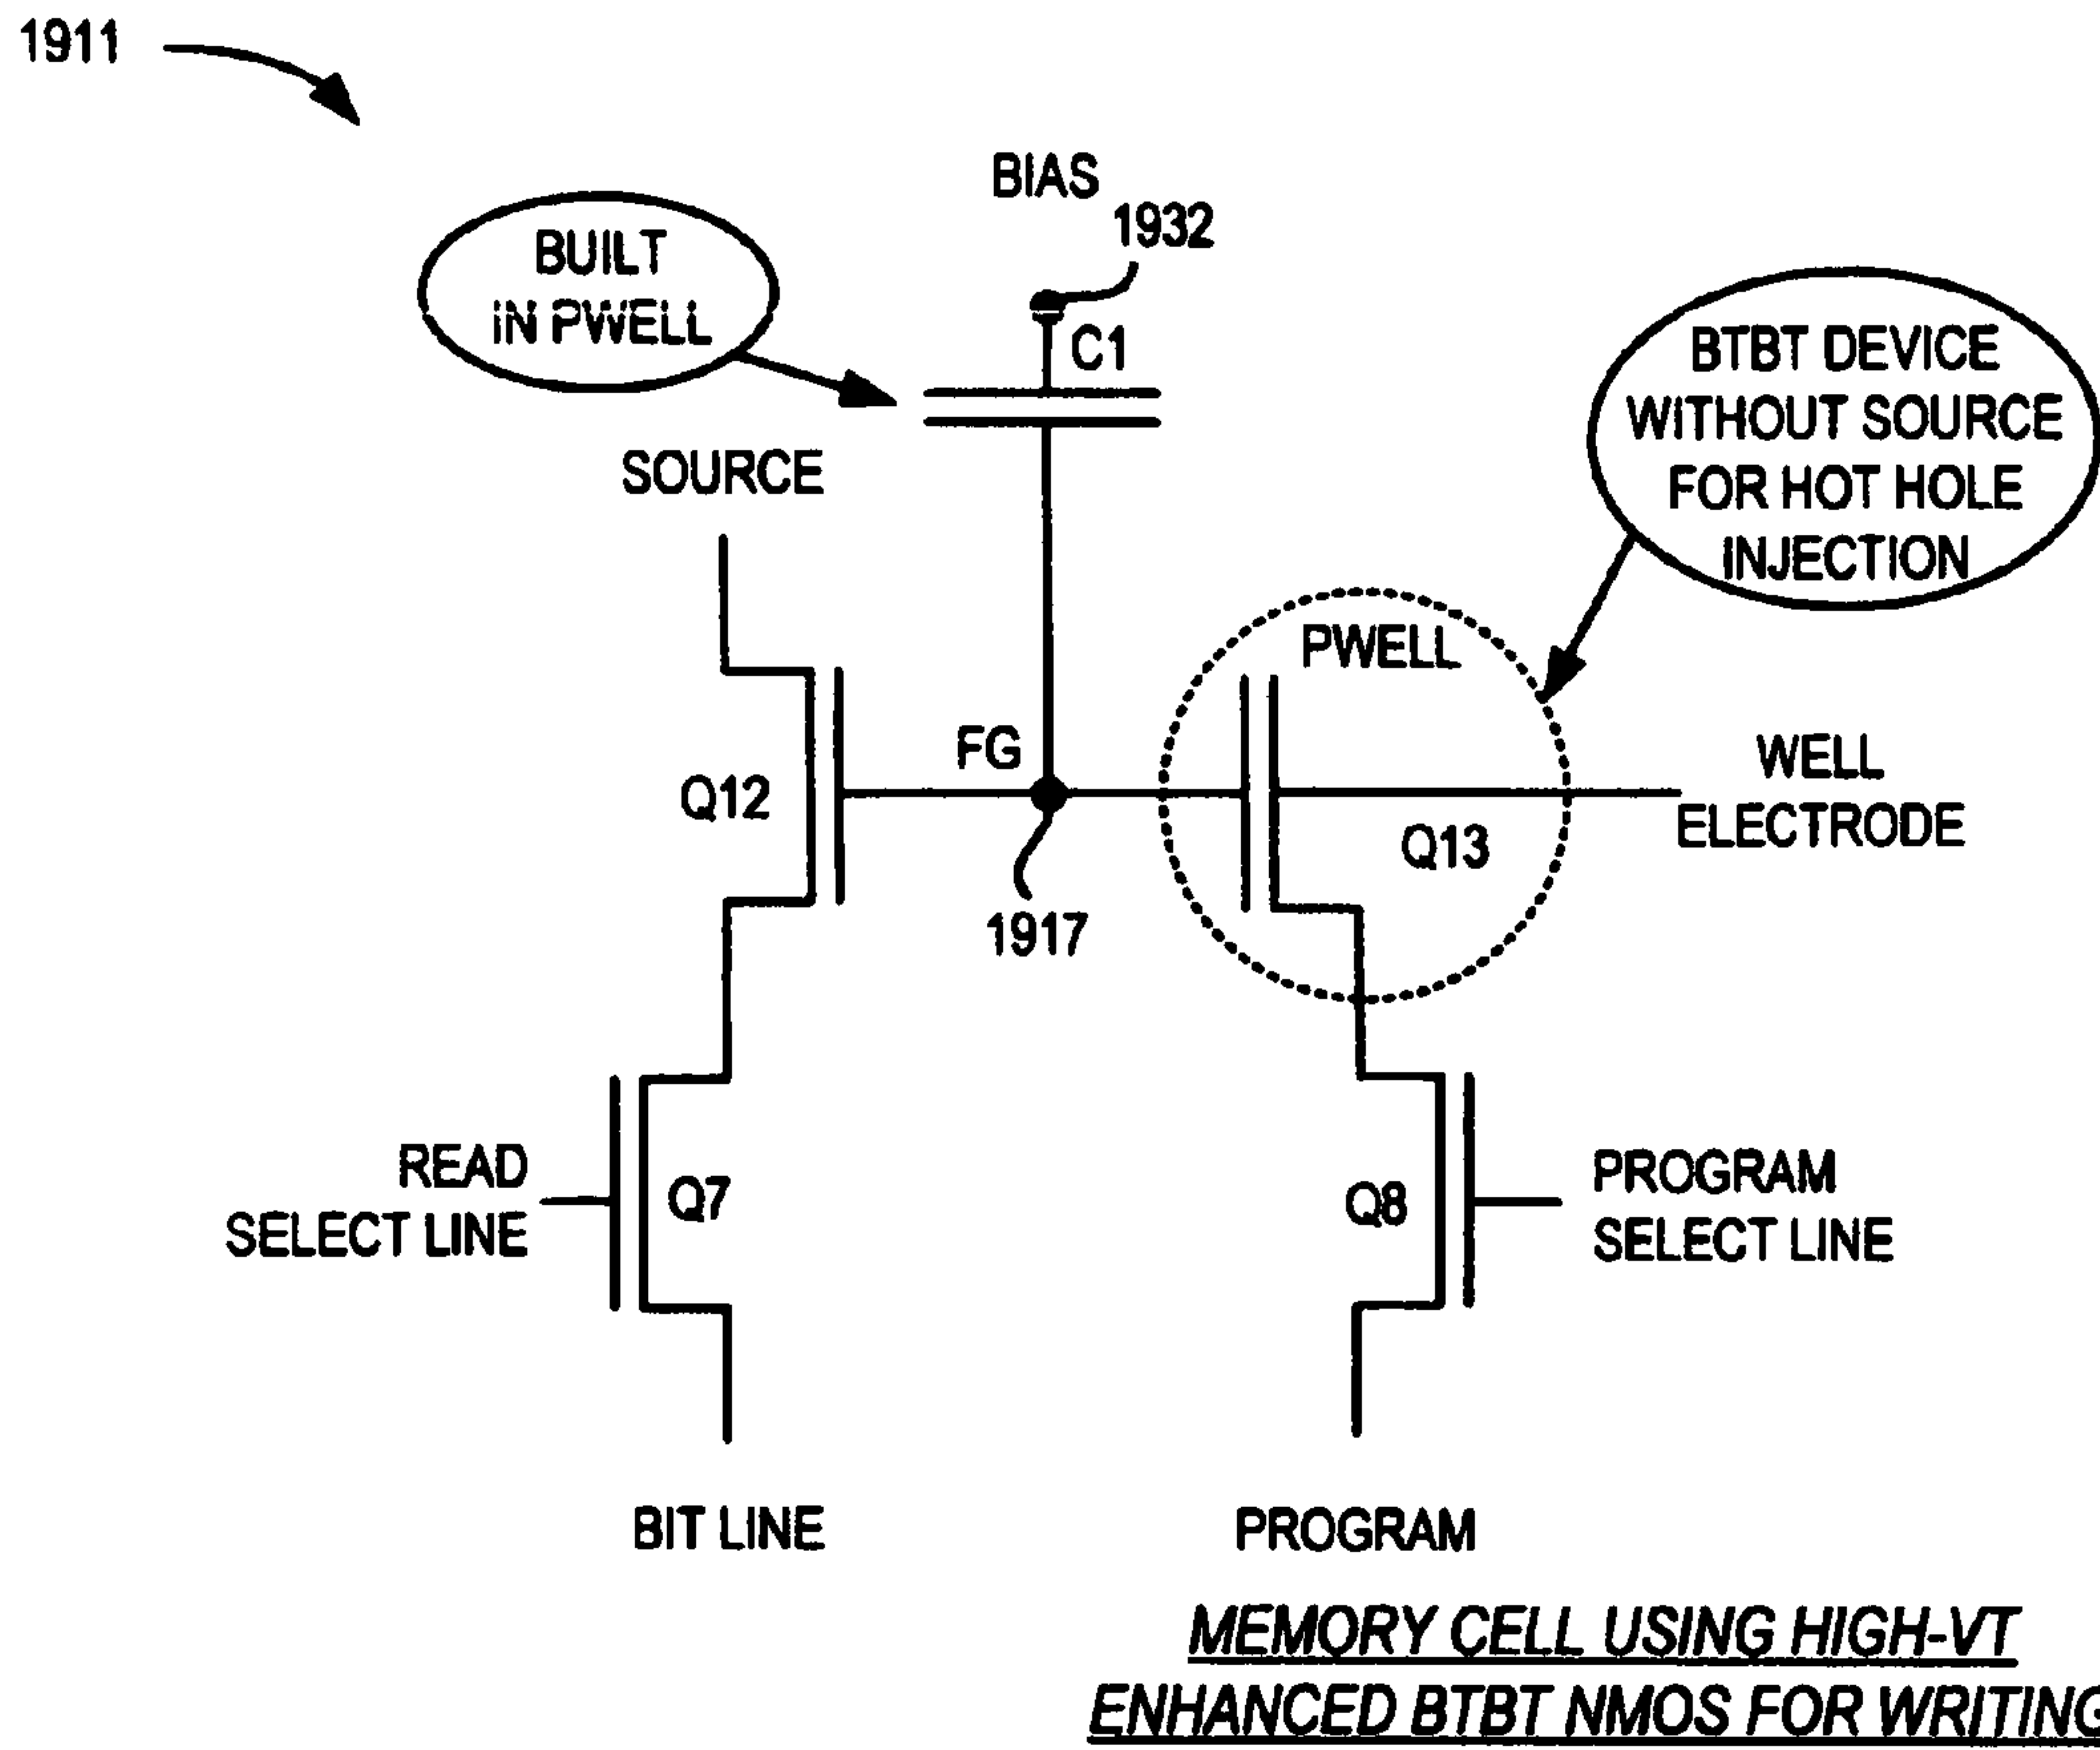 1911
BIAS
1932
BUILT
IN PWELL
C1
BTBT DEVICE
WITHOUT SOURCE
FOR HOT HOLE
INJECTION
SOURCE
PWELL
FG
Q12
WELL
ELECTRODE
Q13
1917
READ
SELECT LINE
Q7
Q8
PROGRAM
SELECT LINE
BIT LINE
PROGRAM
MEMORY CELL USING HIGH-VT
ENHANCED BTBT NMOS FOR WRITING